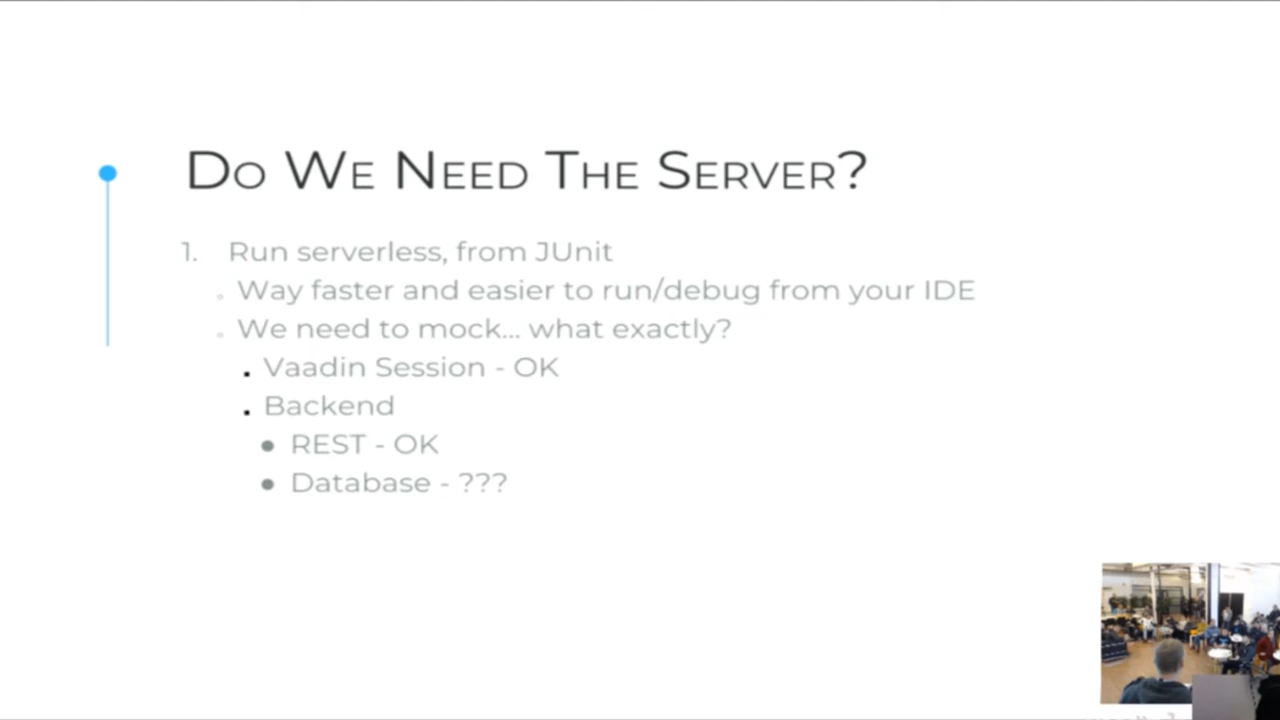 Do We Need The Server?
1. Run serverless, from JUnit
Way faster and easier to run/debug from your IDE
We need to mock... what exactly?
Vaadin Session - OK
Backend
REST - OK
Database - ???